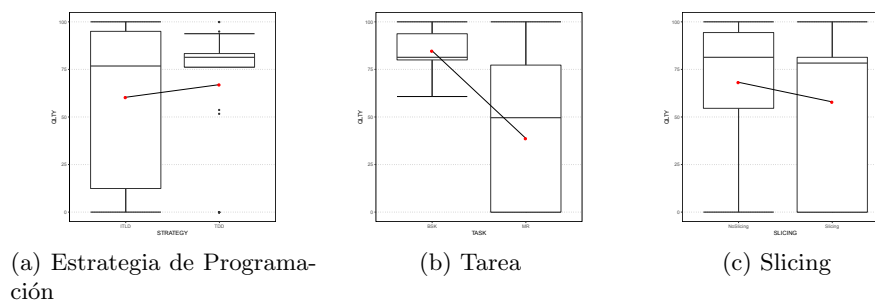 100
75
50
25
0
QLTY
ITLD
TDD
STRATEGY
100
75
50
25
0
QLTY
BSK
MR
TASK
100
75
50
25
0
QLTY
NoSlicing
Slicing
SLICING
(a) Estrategia de Programa-
ción
(b) Tarea
(c) Slicing